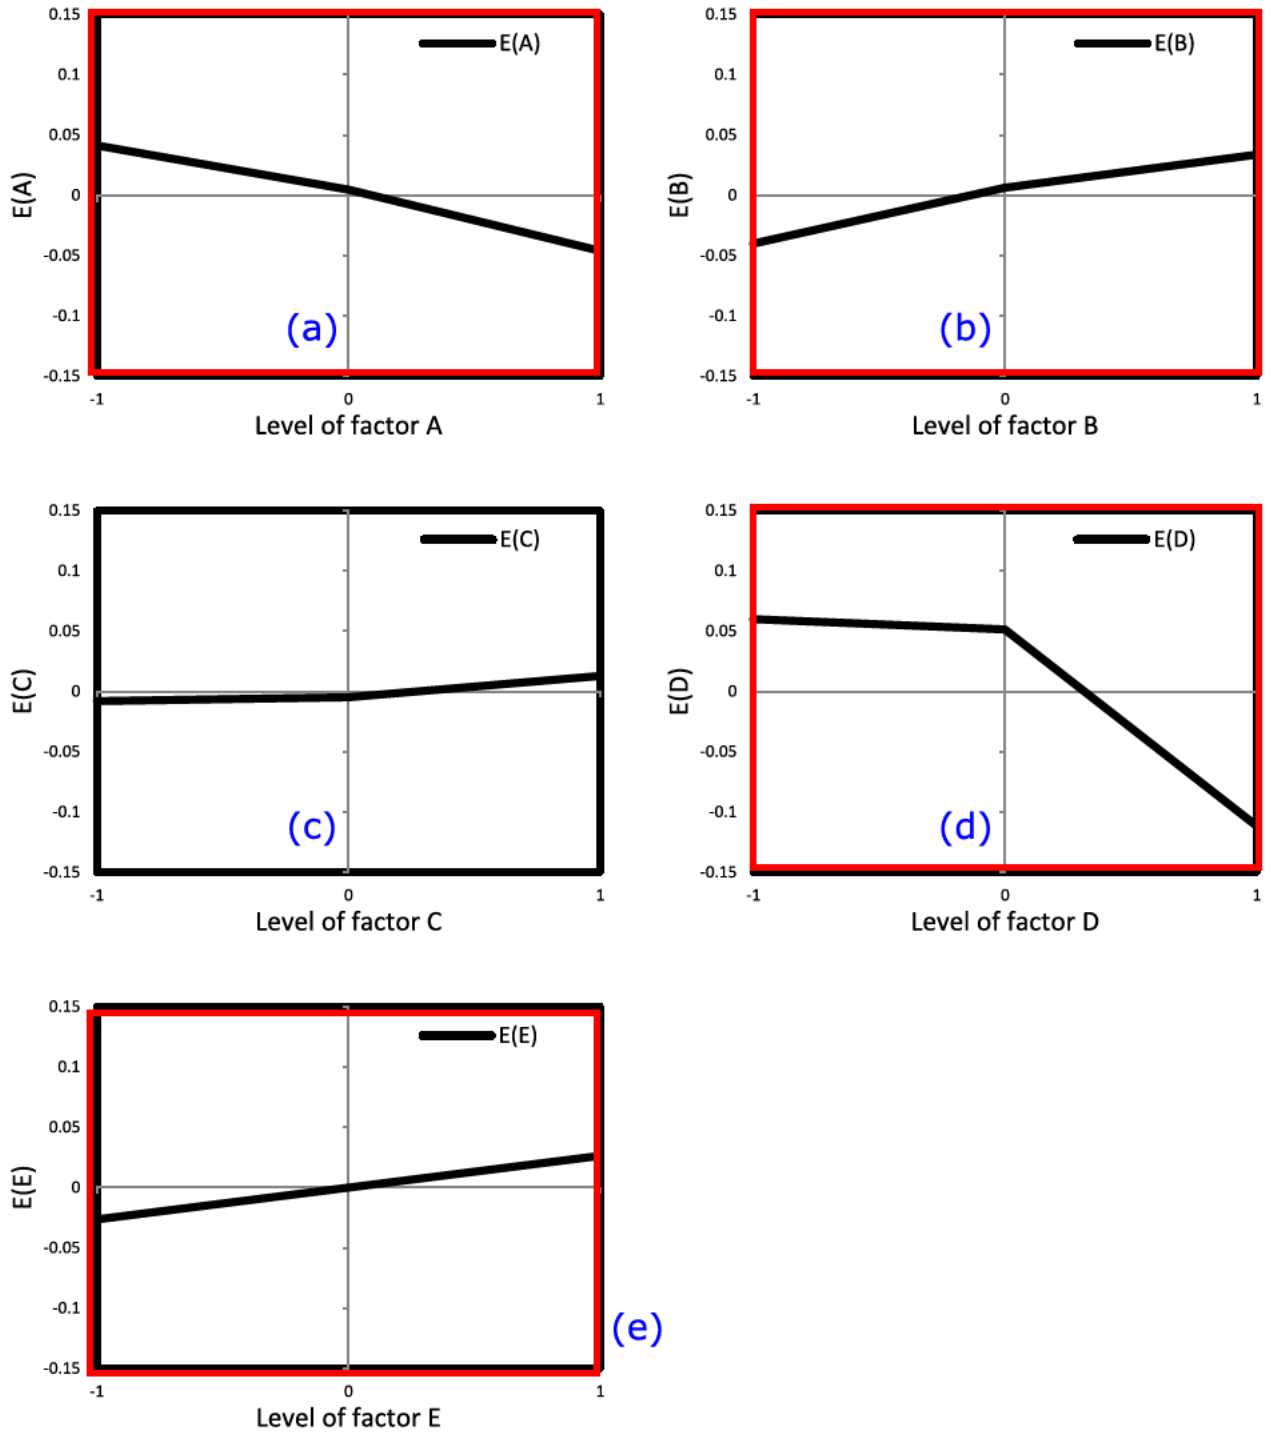 0.15
E(A)
0.1
0.05
E(A)
0
-0.05
-0.1
(a)
-0.15
-1 0 1
Level of factor A
0.15
E(B)
0.1
0.05
E(B)
0
-0.05
-0.1
(b)
-0.15
-1 0 1
Level of factor B
0.15
E(C)
0.1
0.05
E(C)
0
-0.05
-0.1
(c)
-0.15
-1 0 1
Level of factor C
0.15
E(D)
0.1
0.05
E(D)
0
-0.05
-0.1
(d)
-0.15
-1 0 1
Level of factor D
0.15
E(E)
0.1
0.05
E(E)
0
-0.05
-0.1
(e)
-0.15
-1 0 1
Level of factor E